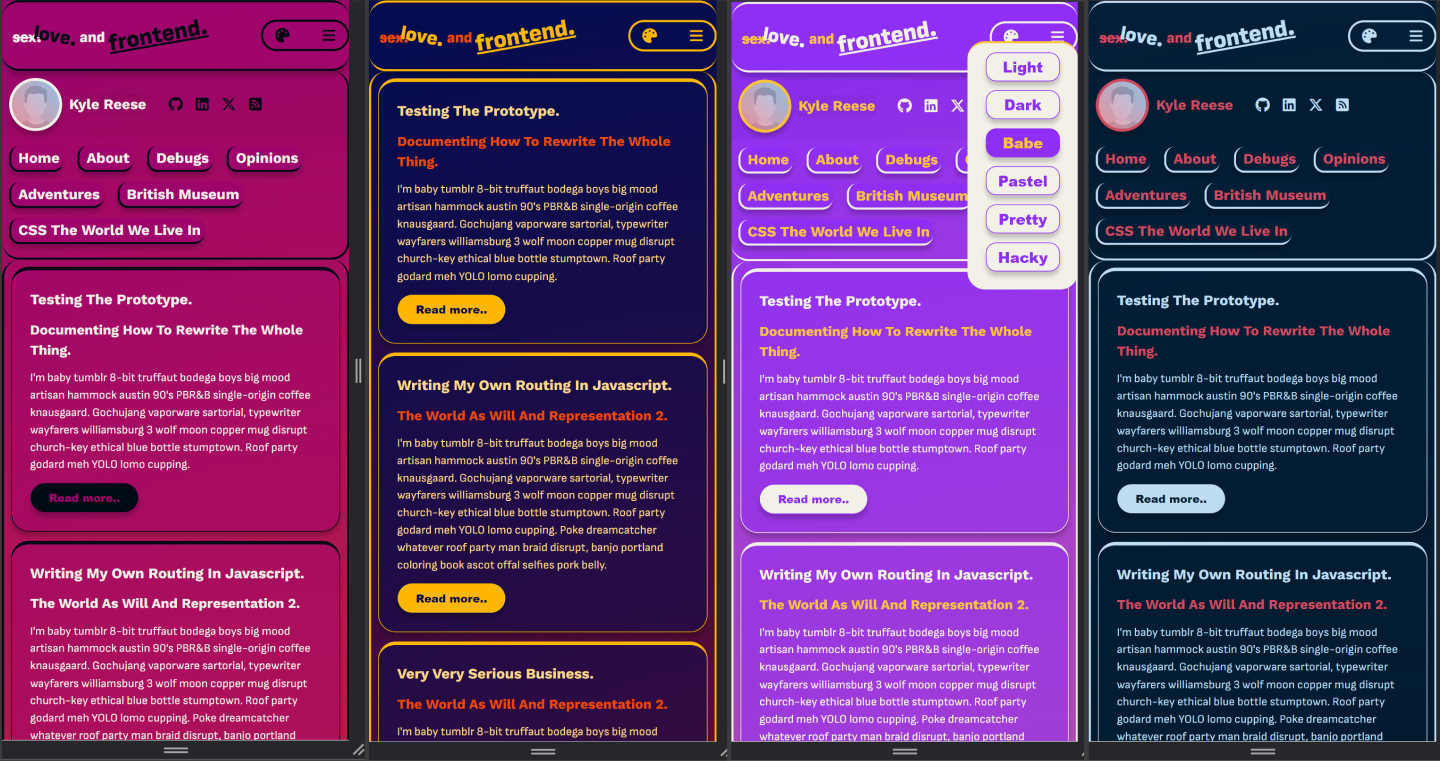 sex. love. and frontend.
Kyle Reese
Home About Debugs Opinions
Adventures British Museum
CSS The World We Live In
Testing The Prototype.
Documenting How To Rewrite The Whole
Thing.
I'm baby tumblr 8-bit truffaut bodega boys big mood
artisan hammock austin 90's PBR&B single-origin coffee
knausgaard. Gochujang vaporware sartorial, typewriter
wayfarers williamsburg 3 wolf moon copper mug disrupt
church-key ethical blue bottle stumptown. Roof party
godard meh YOLO lomo cupping.
Read more..
Writing My Own Routing In Javascript.
The World As Will And Representation 2.
I'm baby tumblr 8-bit truffaut bodega boys big mood
artisan hammock austin 90's PBR&B single-origin coffee
knausgaard. Gochujang vaporware sartorial, typewriter
wayfarers williamsburg 3 wolf moon copper mug disrupt
church-key ethical blue bottle stumptown. Roof party
godard meh YOLO lomo cupping. Poke dreamcatcher
whatever roof party man braid disrupt, banjo portland
sex. love. and frontend.
Testing The Prototype.
Documenting How To Rewrite The Whole
Thing.
I'm baby tumblr 8-bit truffaut bodega boys big mood
artisan hammock austin 90's PBR&B single-origin coffee
knausgaard. Gochujang vaporware sartorial, typewriter
wayfarers williamsburg 3 wolf moon copper mug disrupt
church-key ethical blue bottle stumptown. Roof party
godard meh YOLO lomo cupping.
Read more..
Writing My Own Routing In Javascript.
The World As Will And Representation 2.
I'm baby tumblr 8-bit truffaut bodega boys big mood
artisan hammock austin 90's PBR&B single-origin coffee
knausgaard. Gochujang vaporware sartorial, typewriter
wayfarers williamsburg 3 wolf moon copper mug disrupt
church-key ethical blue bottle stumptown. Roof party
godard meh YOLO lomo cupping. Poke dreamcatcher
whatever roof party man braid disrupt, banjo portland
coloring book ascot offal selfies pork belly.
Read more..
Very Very Serious Business.
The World As Will And Representation 2.
I'm baby tumblr 8-bit truffaut bodega boys big mood
sex. love. and frontend.
Light
Dark
Babe
Pastel
Pretty
Hacky
Kyle Reese
Home About Debugs
Adventures British Museum
CSS The World We Live In
Testing The Prototype.
Documenting How To Rewrite The Whole
Thing.
I'm baby tumblr 8-bit truffaut bodega boys big mood
artisan hammock austin 90's PBR&B single-origin coffee
knausgaard. Gochujang vaporware sartorial, typewriter
wayfarers williamsburg 3 wolf moon copper mug disrupt
church-key ethical blue bottle stumptown. Roof party
godard meh YOLO lomo cupping.
Read more..
Writing My Own Routing In Javascript.
The World As Will And Representation 2.
I'm baby tumblr 8-bit truffaut bodega boys big mood
artisan hammock austin 90's PBR&B single-origin coffee
knausgaard. Gochujang vaporware sartorial, typewriter
wayfarers williamsburg 3 wolf moon copper mug disrupt
church-key ethical blue bottle stumptown. Roof party
godard meh YOLO lomo cupping. Poke dreamcatcher
whatever roof party man braid disrupt, banjo portland
sex. love. and frontend.
Kyle Reese
Home About Debugs Opinions
Adventures British Museum
CSS The World We Live In
Testing The Prototype.
Documenting How To Rewrite The Whole
Thing.
I'm baby tumblr 8-bit truffaut bodega boys big mood
artisan hammock austin 90's PBR&B single-origin coffee
knausgaard. Gochujang vaporware sartorial, typewriter
wayfarers williamsburg 3 wolf moon copper mug disrupt
church-key ethical blue bottle stumptown. Roof party
godard meh YOLO lomo cupping.
Read more..
Writing My Own Routing In Javascript.
The World As Will And Representation 2.
I'm baby tumblr 8-bit truffaut bodega boys big mood
artisan hammock austin 90's PBR&B single-origin coffee
knausgaard. Gochujang vaporware sartorial, typewriter
wayfarers williamsburg 3 wolf moon copper mug disrupt
church-key ethical blue bottle stumptown. Roof party
godard meh YOLO lomo cupping. Poke dreamcatcher
whatever roof party man braid disrupt, banjo portland